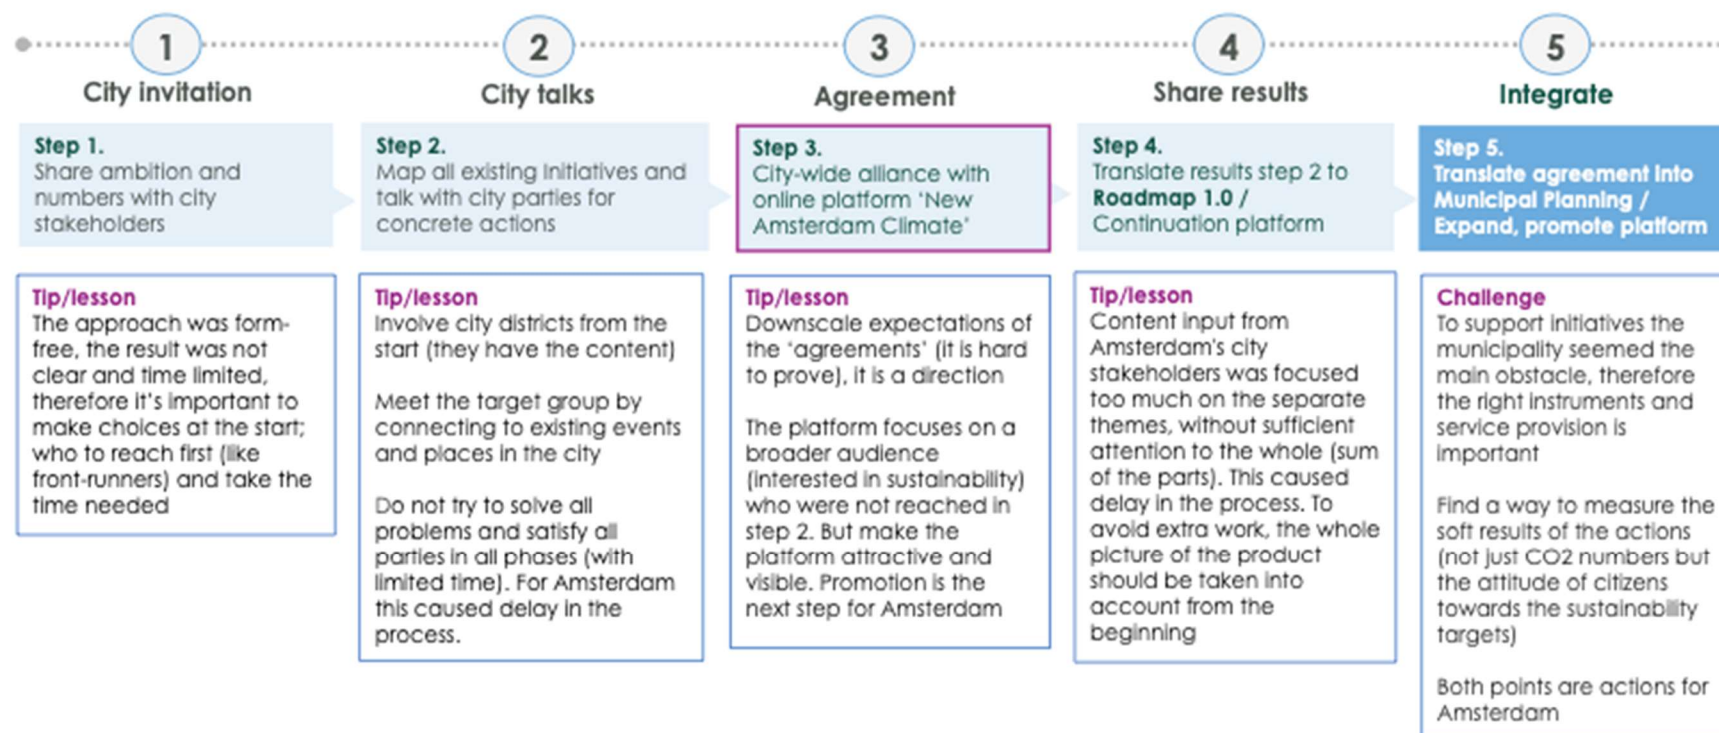 1
City invitation
Step 1.
Share ambition and
numbers with city
stakeholders
Tip/lesson
The approach was form-
free, the result was not
clear and time limited,
therefore it's important to
make choices at the start;
who to reach first (like
front-runners) and take the
time needed
2
City talks
Step 2.
Map all existing initiatives and
talk with city parties for
concrete actions
Tip/lesson
Involve city districts from the
start (they have the content)
Meet the target group by
connecting to existing events
and places in the city
Do not try to solve all
problems and satisfy all
parties in all phases (with
limited time). For Amsterdam
this caused delay in the
process.
3
Agreement
Step 3.
City-wide alliance with
online platform 'New
Amsterdam Climate'
Tip/lesson
Downscale expectations of
the 'agreements' (it is hard
to prove), it is a direction
The platform focuses on a
broader audience
(interested in sustainability)
who were not reached in
step 2. But make the
platform attractive and
visible. Promotion is the
next step for Amsterdam
4
Share results
Step 4.
Translate results step 2 to
Roadmap 1.0 /
Continuation platform
Tip/lesson
Content input from
Amsterdam's city
stakeholders was focused
too much on the separate
themes, without sufficient
attention to the whole (sum
of the parts). This caused
delay in the process. To
avoid extra work, the whole
picture of the product
should be taken into
account from the
beginning
5
Integrate
Step 5.
Translate agreement into
Municipal Planning /
Expand, promote platform
Challenge
To support initiatives the
municipality seemed the
main obstacle, therefore
the right instruments and
service provision is
important
Find a way to measure the
soft results of the actions
(not just CO2 numbers but
the attitude of citizens
towards the sustainability
targets)
Both points are actions for
Amsterdam